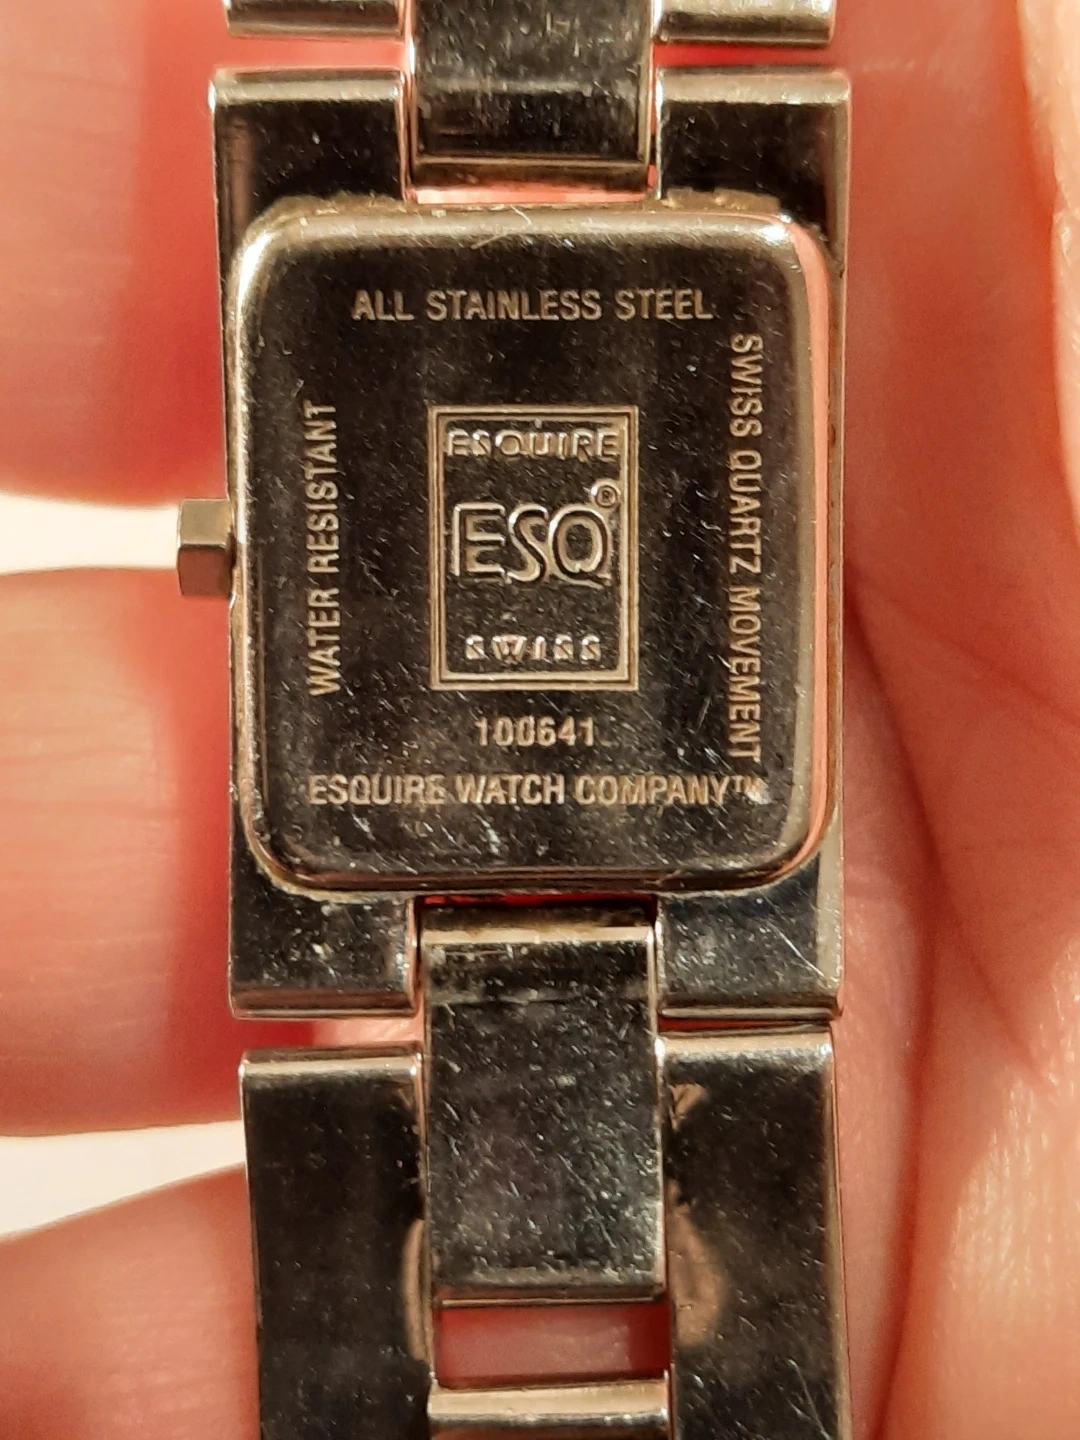 ALL STAINLESS STEEL
SWISS QUARTZ MOVEMENT
WATER RESISTANT
ESQUIRE
ESQ®
SWISS
100641
ESQUIRE WATCH COMPANY™